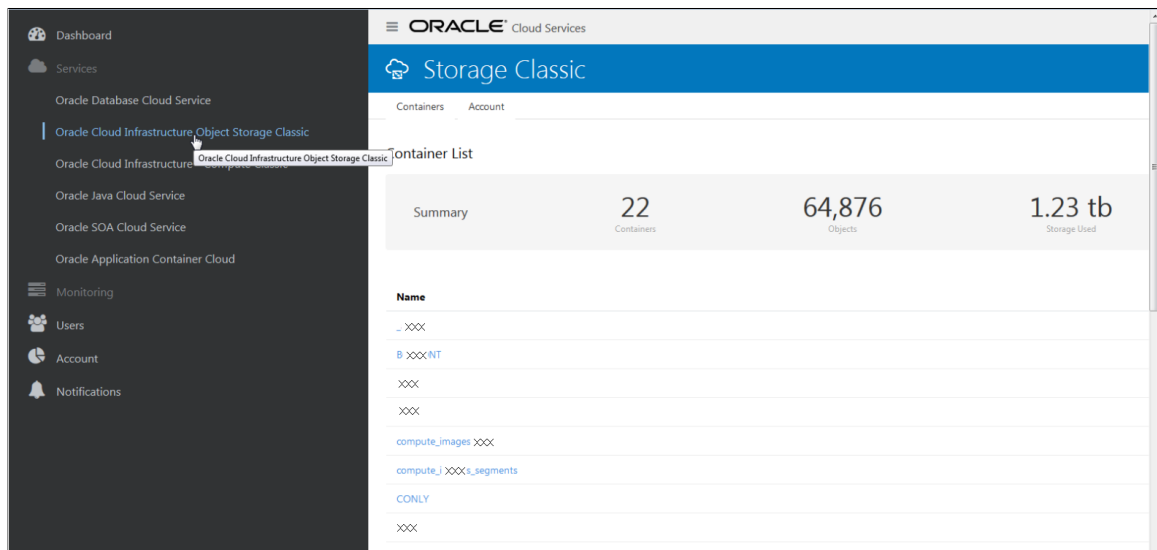 Dashboard
Services
Oracle Database Cloud Service
Oracle Cloud Infrastructure Object Storage Classic
Oracle Cloud Infrastructure Object Storage Classic
Oracle Cloud Infrastructure
Oracle Java Cloud Service
Oracle SOA Cloud Service
Oracle Application Container Cloud
Monitoring
Users
Account
Notifications
ORACLE Cloud Services
Storage Classic
Containers Account
Container List
Summary
22
Containers
64,876
Objects
1.23 tb
Storage Used
Name
_ XXX
B XXX NT
XXX
XXX
compute_images XXX
compute_i XXX s_segments
CONLY
XXX